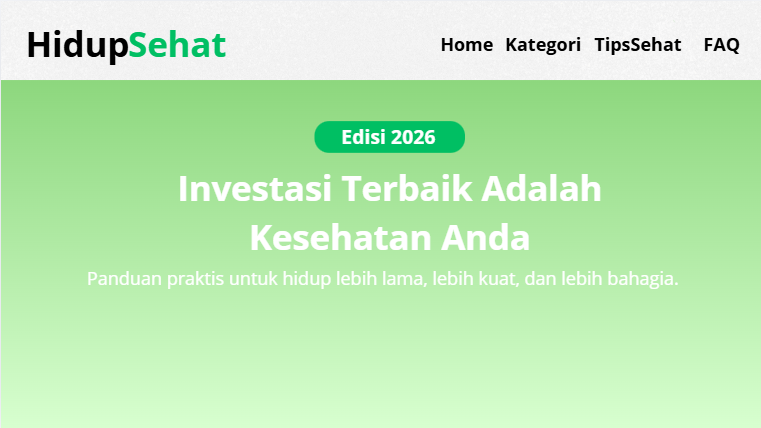 HidupSehat
Home Kategori TipsSehat FAQ
Edisi 2026
Investasi Terbaik Adalah
Kesehatan Anda
Panduan praktis untuk hidup lebih lama, lebih kuat, dan lebih bahagia.